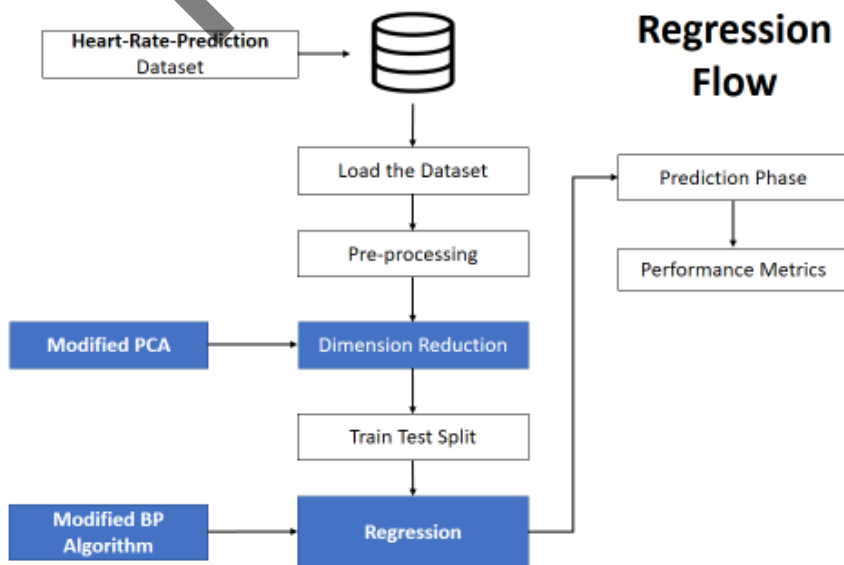 Heart-Rate-Prediction
Dataset
Regression
Flow
Load the Dataset
Prediction Phase
Pre-processing
Performance Metrics
Modified PCA
Dimension Reduction
Train Test Split
Modified BP
Algorithm
Regression